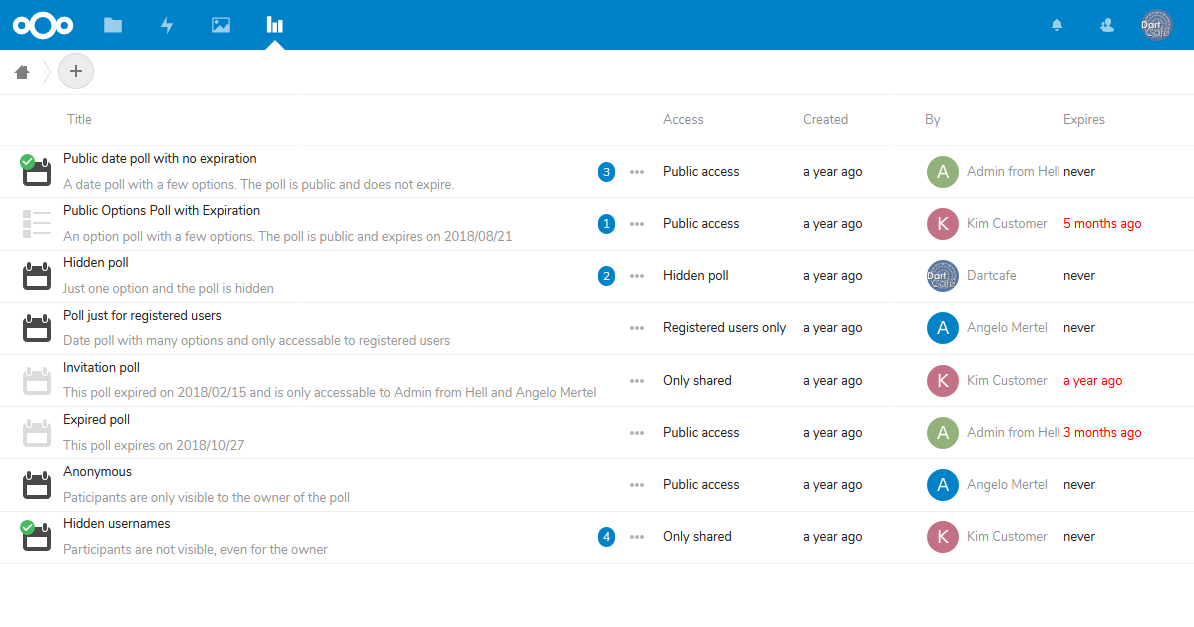 Dart Café
+
Title Access Created By Expires
Public date poll with no expiration
A date poll with a few options. The poll is public and does not expire.
3 ••• Public access a year ago A Admin from Hell never
Public Options Poll with Expiration
An option poll with a few options. The poll is public and expires on 2018/08/21
1 ••• Public access a year ago K Kim Customer 5 months ago
Hidden poll
Just one option and the poll is hidden
2 ••• Hidden poll a year ago Dart Café Dartcafe never
Poll just for registered users
Date poll with many options and only accessable to registered users
••• Registered users only a year ago A Angelo Mertel never
Invitation poll
This poll expired on 2018/02/15 and is only accessable to Admin from Hell and Angelo Mertel
••• Only shared a year ago K Kim Customer a year ago
Expired poll
This poll expires on 2018/10/27
••• Public access a year ago A Admin from Hell 3 months ago
Anonymous
Paticipants are only visible to the owner of the poll
••• Public access a year ago A Angelo Mertel never
Hidden usernames
Participants are not visible, even for the owner
4 ••• Only shared a year ago K Kim Customer never